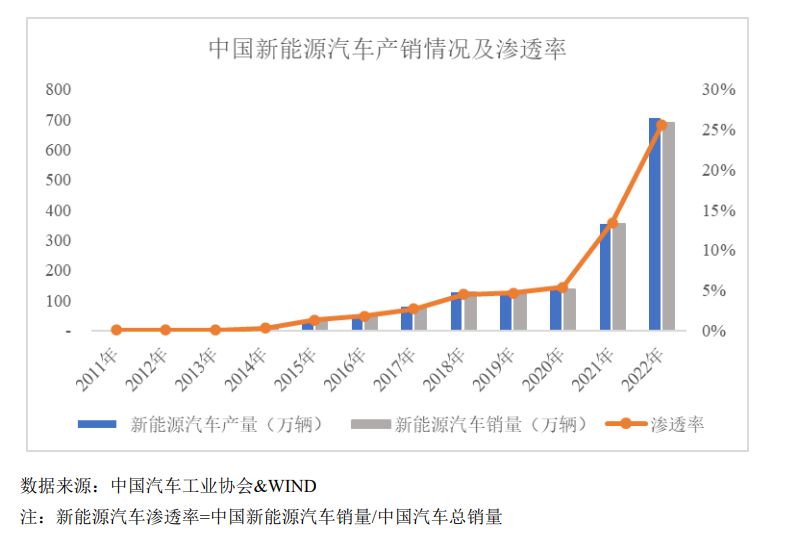 中国新能源汽车产销情况及渗透率
800
700
600
500
400
300
200
100
-
30%
25%
20%
15%
10%
5%
0%
2011年
2012年
2013年
2014年
2015年
2016年
2017年
2018年
2019年
2020年
2021年
2022年
新能源汽车产量（万辆） 新能源汽车销量（万辆） 渗透率
数据来源：中国汽车工业协会&WIND
注：新能源汽车渗透率=中国新能源汽车销量/中国汽车总销量